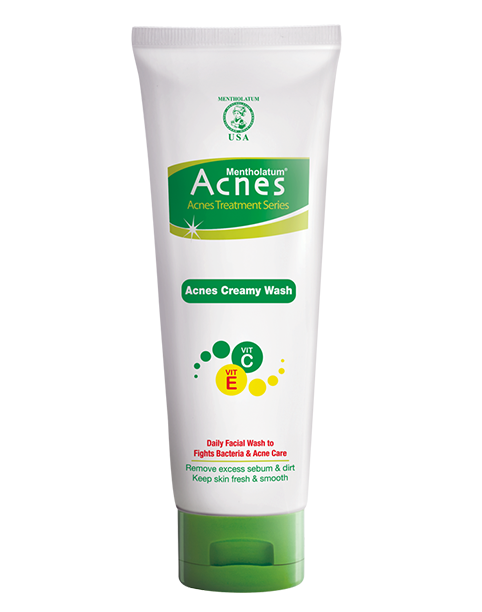 MENTHOLATUM
USA
Mentholatum®
Acnes
Acnes Treatment Series
Acnes Creamy Wash
VIT
C
VIT
E
Daily Facial Wash to
Fights Bacteria & Acne Care
Remove excess sebum & dirt
Keep skin fresh & smooth